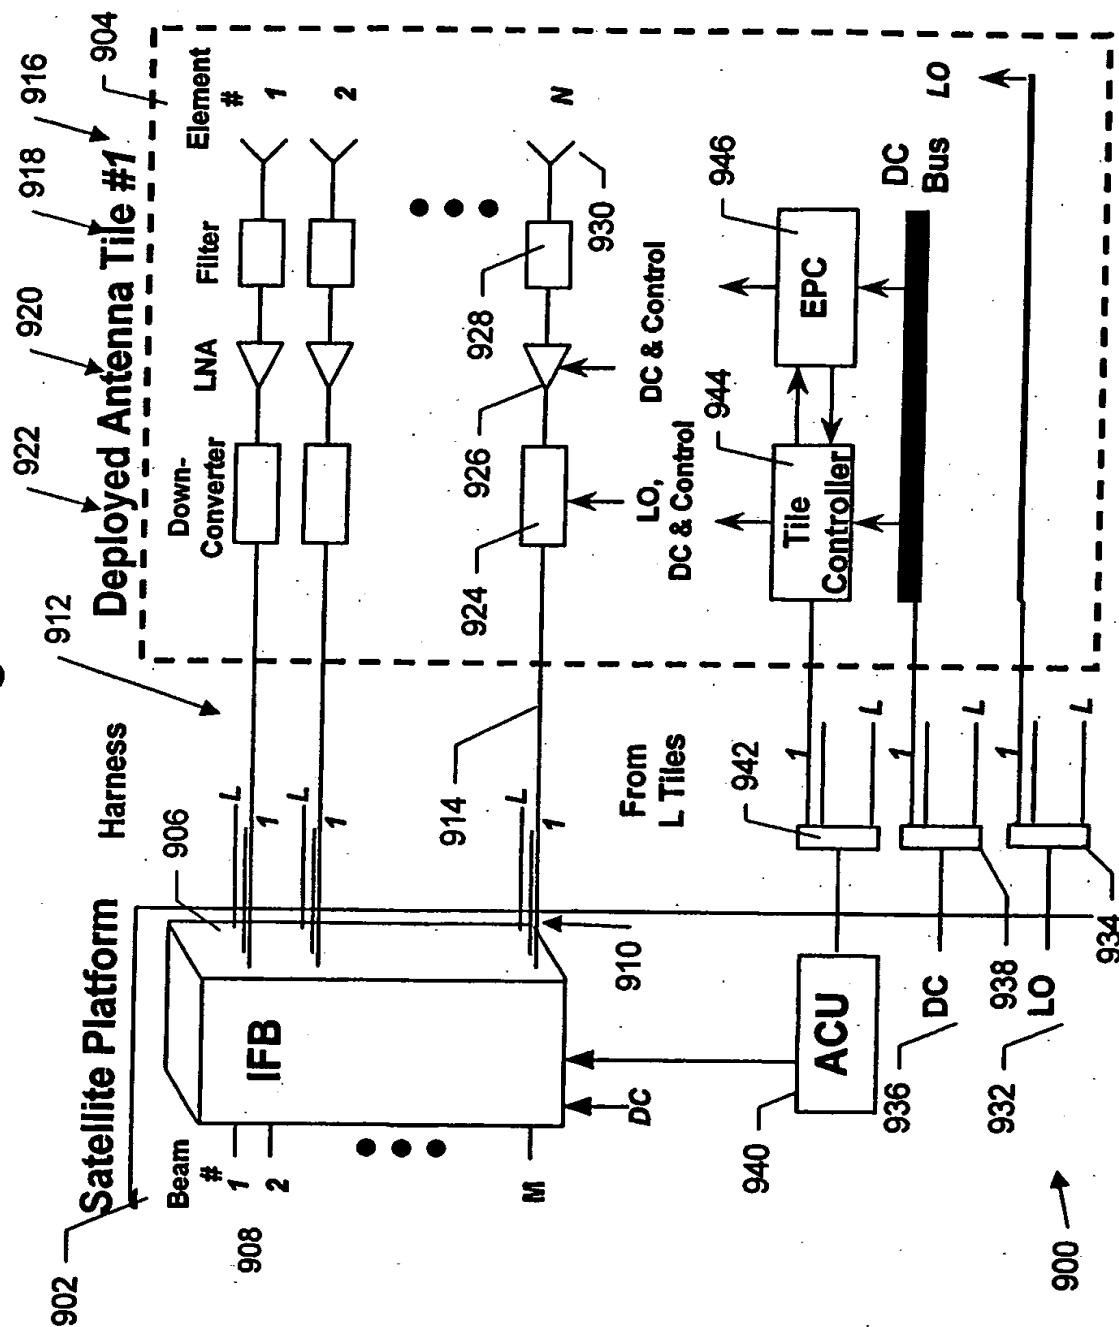 902
Satellite Platform
906
Harness
912
922
920
918
916
Deployed Antenna Tile #1
904
Beam
#
1
2
M
908
IFB
DC
L
1
L
1
L
1
910
914
Down-
Converter
LNA
Filter
Element
#
1
2
N
924
926
928
930
LO,
DC & Control
DC & Control
From
L Tiles
940
ACU
942
1
L
Tile
Controller
944
EPC
946
936
DC
938
1
L
DC
Bus
932
LO
934
1
L
LO
900